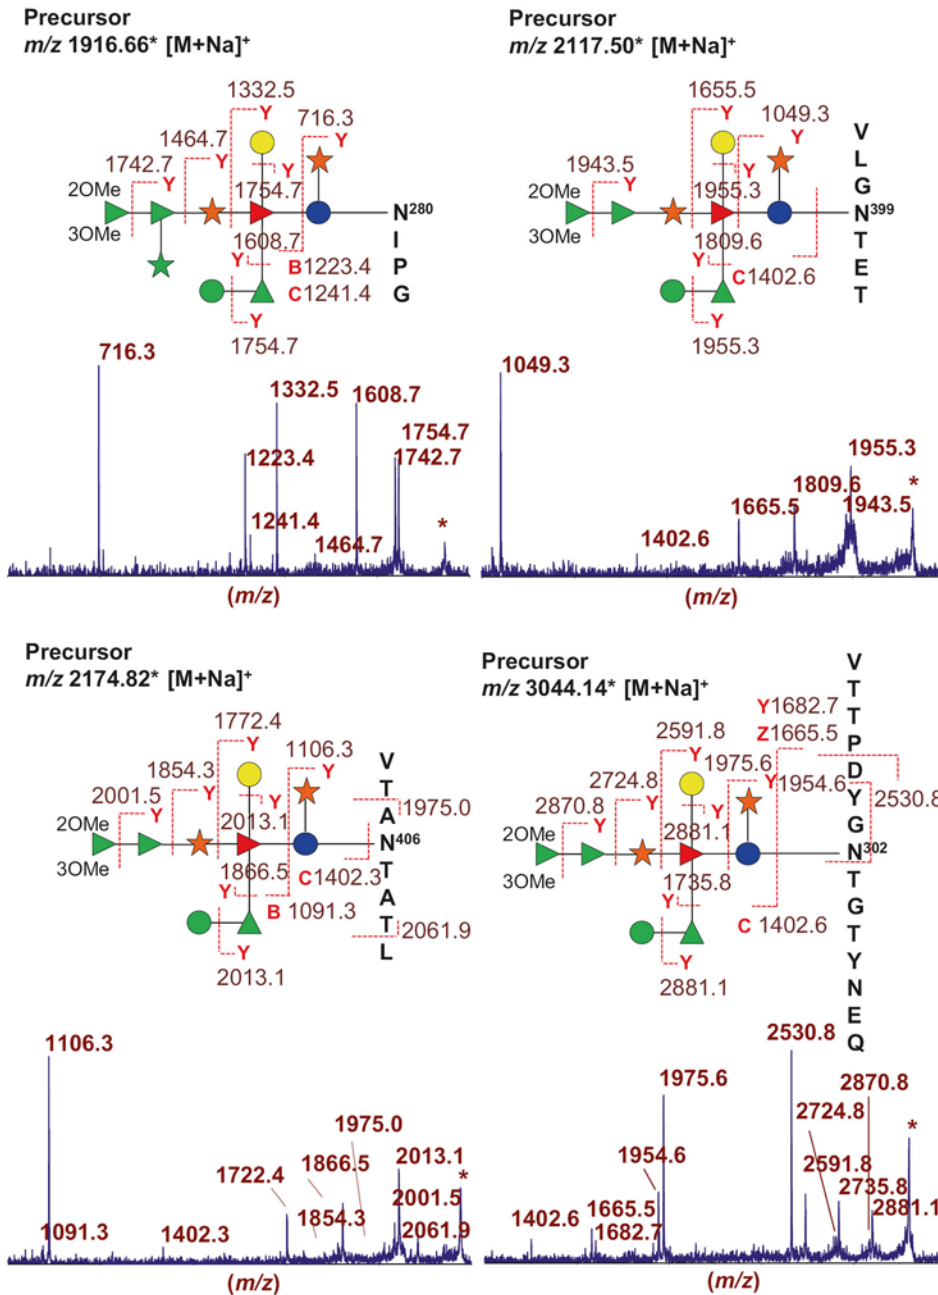 Precursor
m/z 1916.66* [M+Na]⁺
1332.5
Y
716.3
Y
1464.7
Y
1742.7
Y
2OMe
3OMe
Y
1754.7
1608.7
Y
B1223.4
C1241.4
Y
1754.7
N²⁸⁰
I
P
G
716.3
1332.5
1608.7
1754.7
1742.7
1223.4
1241.4
1464.7
*
(m/z)
Precursor
m/z 2117.50* [M+Na]⁺
1655.5
Y
1049.3
Y
1943.5
Y
2OMe
3OMe
Y
1955.3
1809.6
Y
C1402.6
Y
1955.3
V
L
G
N³⁹⁹
T
E
T
1049.3
1955.3
1809.6
*
1665.5
1943.5
1402.6
(m/z)
Precursor
m/z 2174.82* [M+Na]⁺
1772.4
Y
1106.3
Y
1854.3
Y
2001.5
Y
2OMe
3OMe
Y
2013.1
1866.5
Y
C1402.3
B
1091.3
Y
2013.1
V
T
A
N⁴⁰⁶
T
A
T
L
1975.0
2061.9
1106.3
1975.0
2013.1
1866.5
*
1722.4
1854.3
2001.5
2061.9
1091.3
1402.3
(m/z)
Precursor
m/z 3044.14* [M+Na]⁺
Y1682.7
Z1665.5
2591.8
Y
1975.6
Y
1954.6
2530.8
2724.8
Y
2870.8
Y
2OMe
3OMe
Y
2881.1
1735.8
Y
C 1402.6
Y
2881.1
V
T
T
P
D
Y
G
N³⁰²
T
G
T
Y
N
E
Q
2530.8
1975.6
2870.8
2724.8
*
1954.6
2591.8
2735.8
1665.5
2881.1
1402.6
1682.7
(m/z)